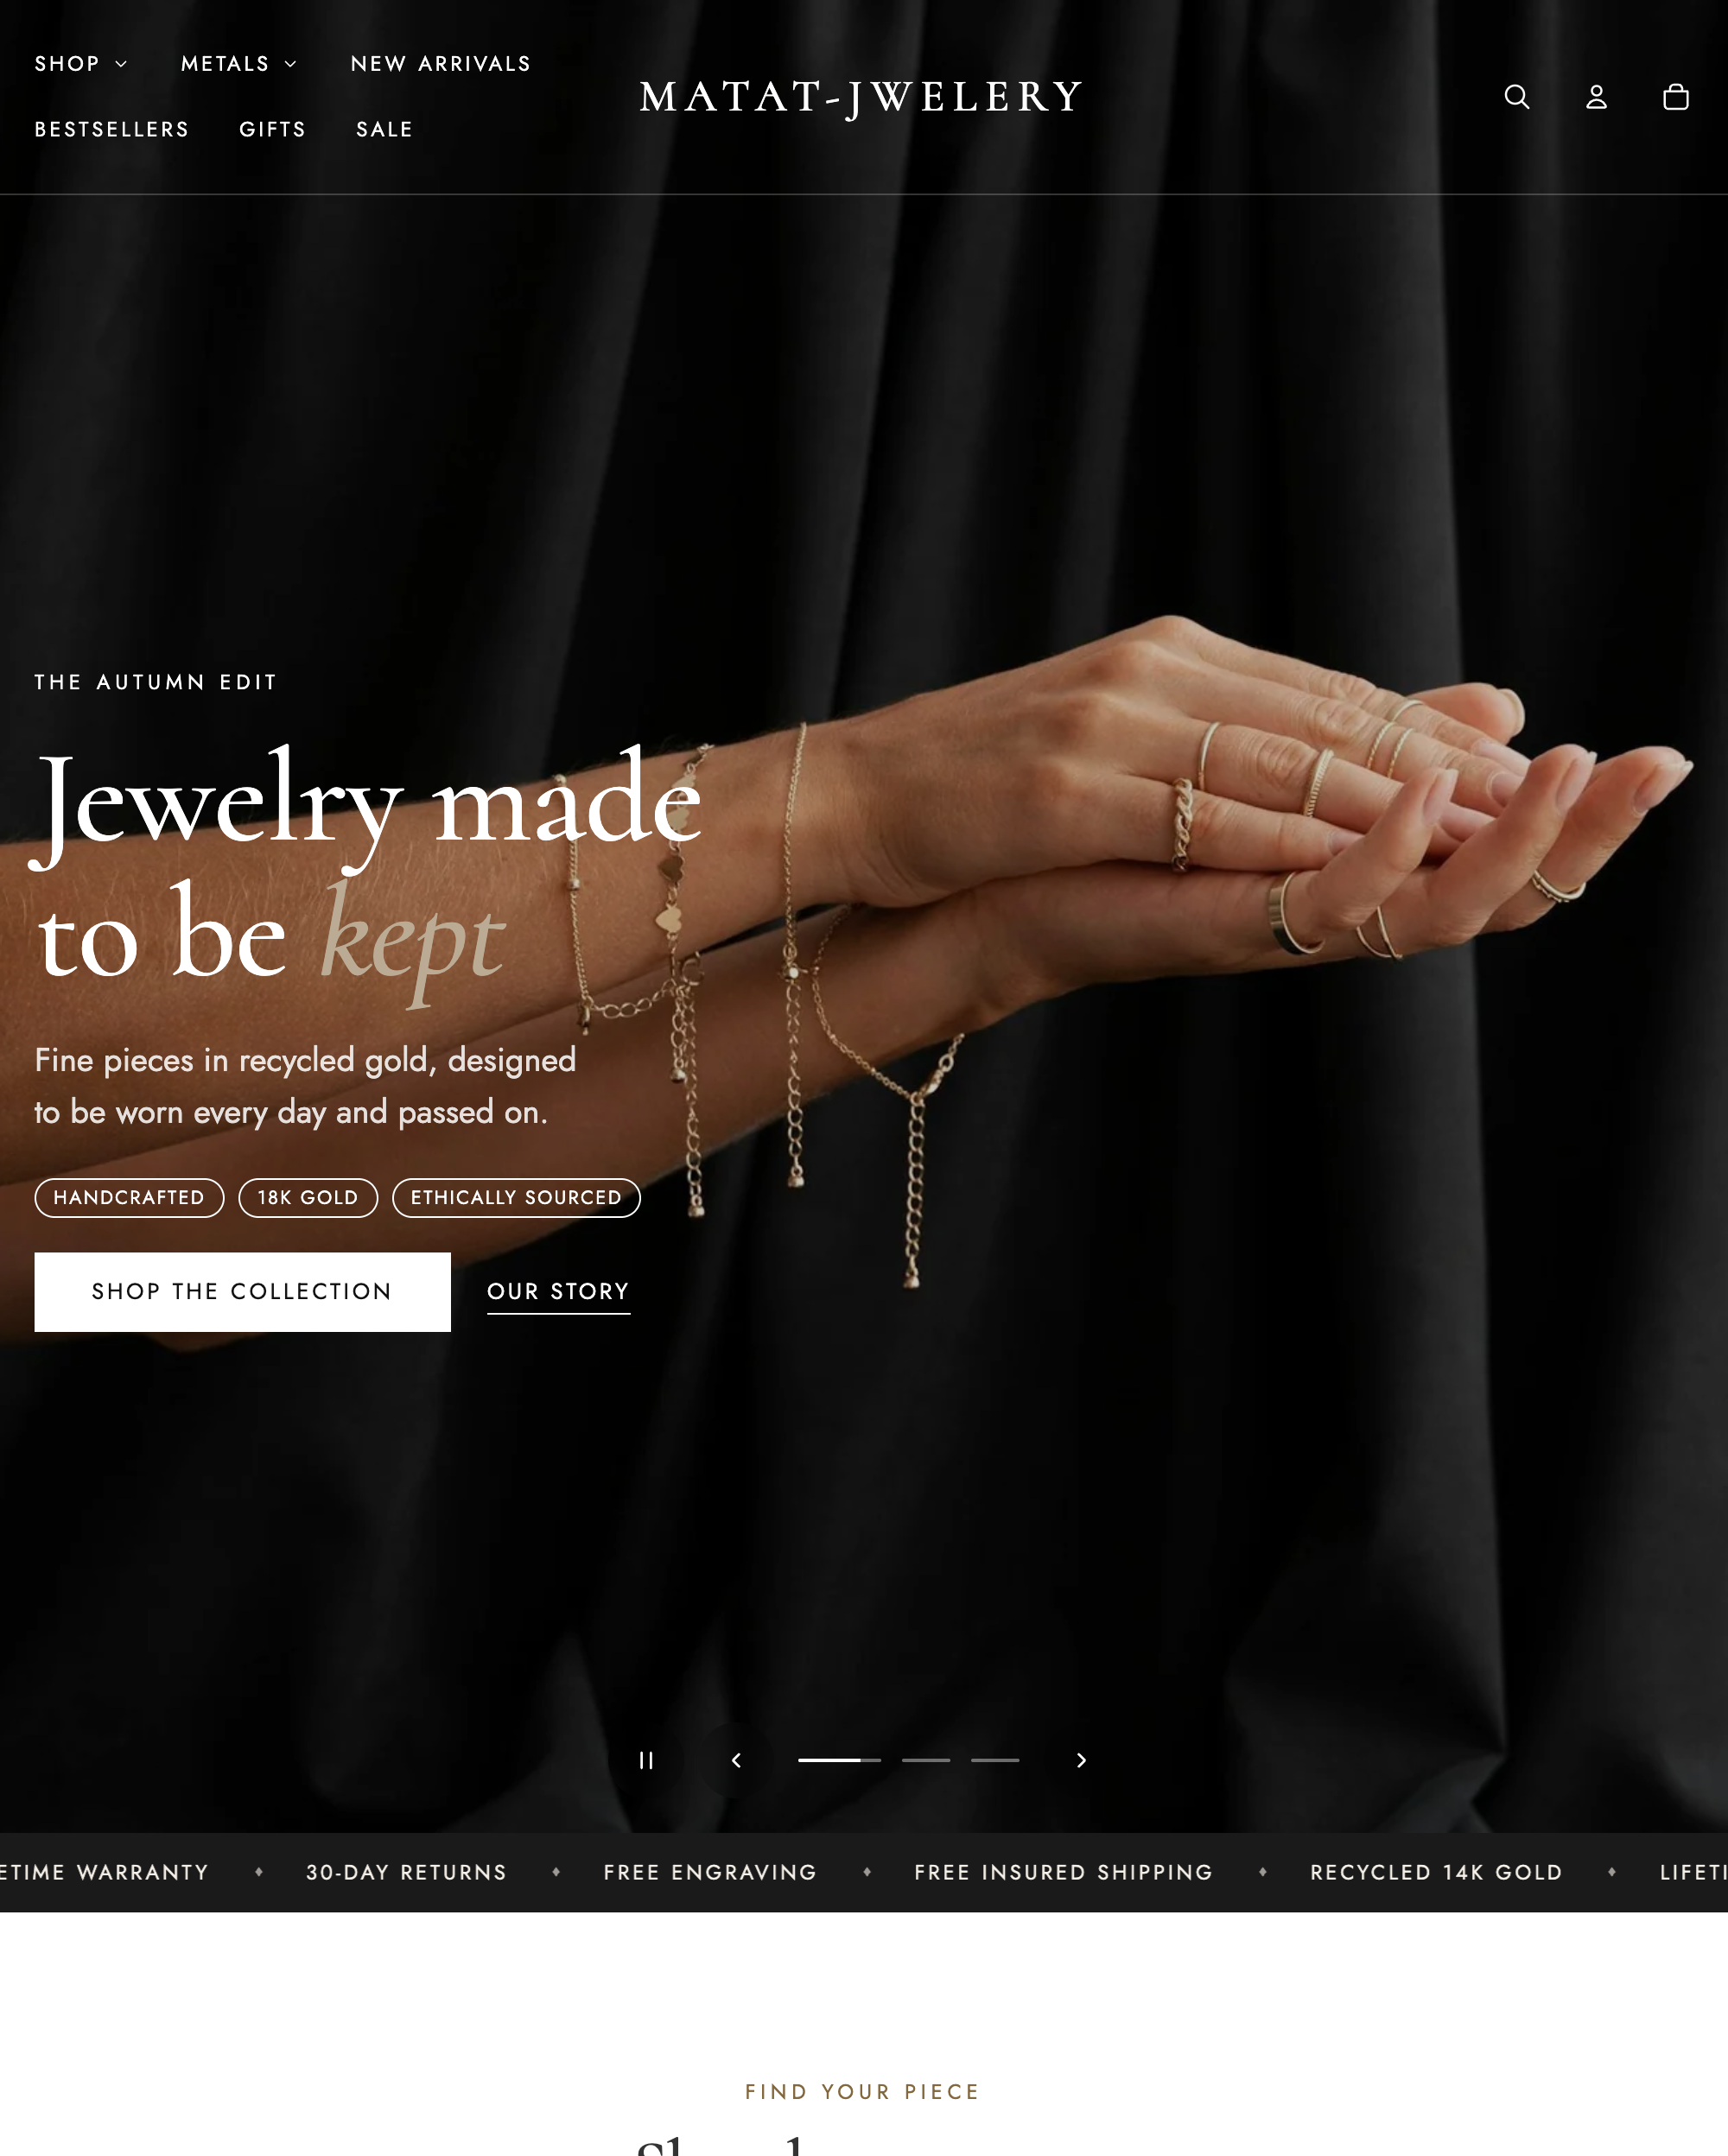 SHOP METALS NEW ARRIVALS
BESTSELLERS GIFTS SALE
MATAT-JWELERY
THE AUTUMN EDIT
Jewelry made
to be kept
Fine pieces in recycled gold, designed
to be worn every day and passed on.
HANDCRAFTED 18K GOLD ETHICALLY SOURCED
SHOP THE COLLECTION OUR STORY
ETIME WARRANTY ♦ 30-DAY RETURNS ♦ FREE ENGRAVING ♦ FREE INSURED SHIPPING ♦ RECYCLED 14K GOLD ♦ LIFETI
FIND YOUR PIECE